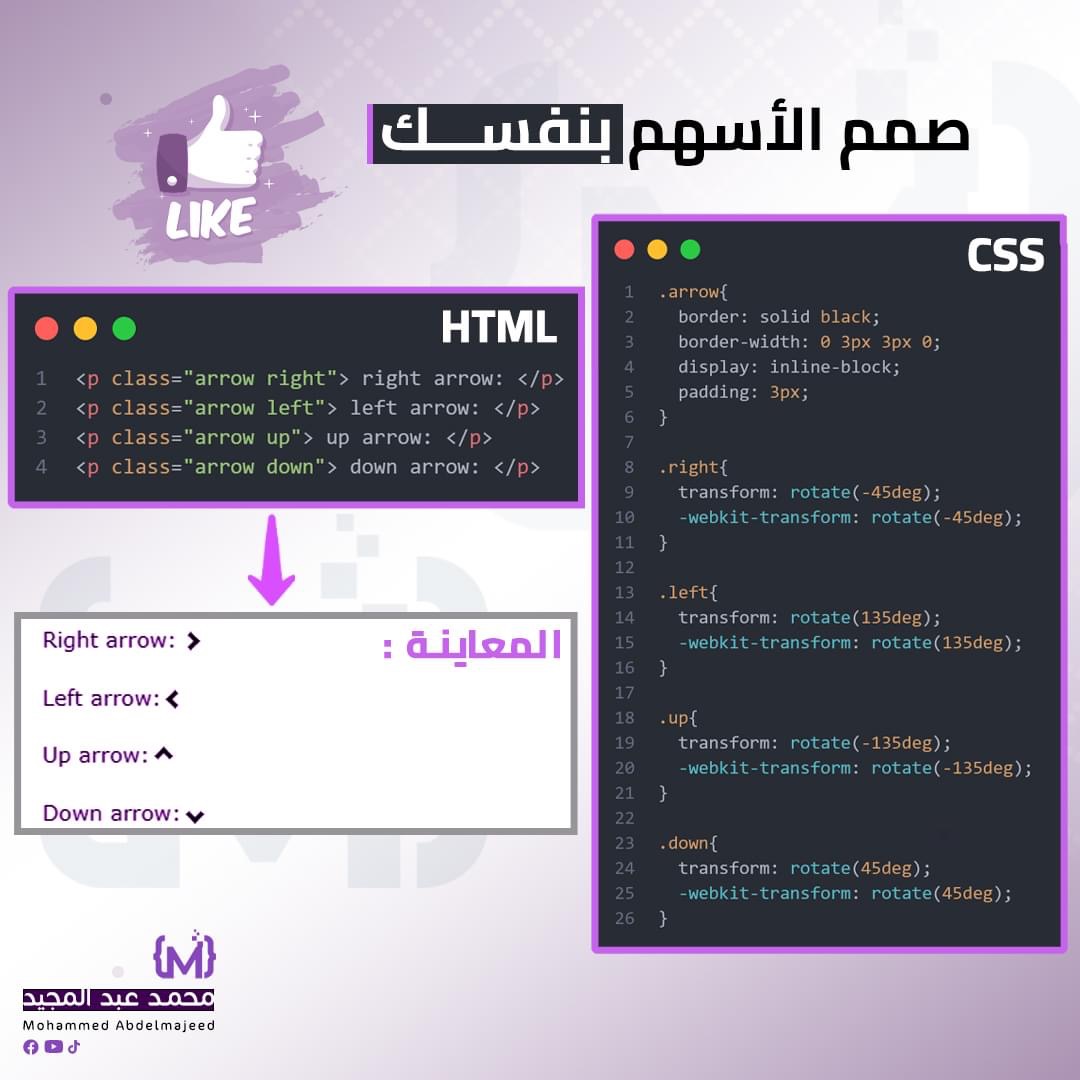 صمم الأسهم بنفسك
LIKE
HTML
1 <p class="arrow right"> right arrow: </p>
2 <p class="arrow left"> left arrow: </p>
3 <p class="arrow up"> up arrow: </p>
4 <p class="arrow down"> down arrow: </p>
المعاينة :
Right arrow:
Left arrow:
Up arrow:
Down arrow:
CSS
1 .arrow{
2 border: solid black;
3 border-width: 0 3px 3px 0;
4 display: inline-block;
5 padding: 3px;
6 }
7
8 .right{
9 transform: rotate(-45deg);
10 -webkit-transform: rotate(-45deg);
11 }
12
13 .left{
14 transform: rotate(135deg);
15 -webkit-transform: rotate(135deg);
16 }
17
18 .up{
19 transform: rotate(-135deg);
20 -webkit-transform: rotate(-135deg);
21 }
22
23 .down{
24 transform: rotate(45deg);
25 -webkit-transform: rotate(45deg);
26 }
{M}
محمد عبد المجيد
Mohammed Abdelmajeed